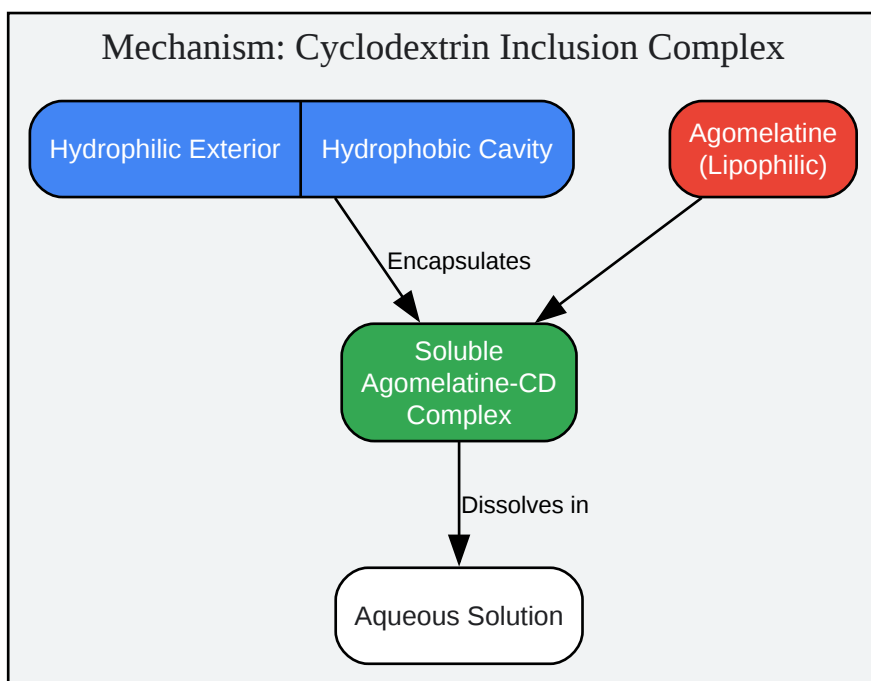 Mechanism: Cyclodextrin Inclusion Complex
Hydrophilic Exterior
Hydrophobic Cavity
Agomelatine
(Lipophilic)
Encapsulates
Soluble
Agomelatine-CD
Complex
Dissolves in
Aqueous Solution